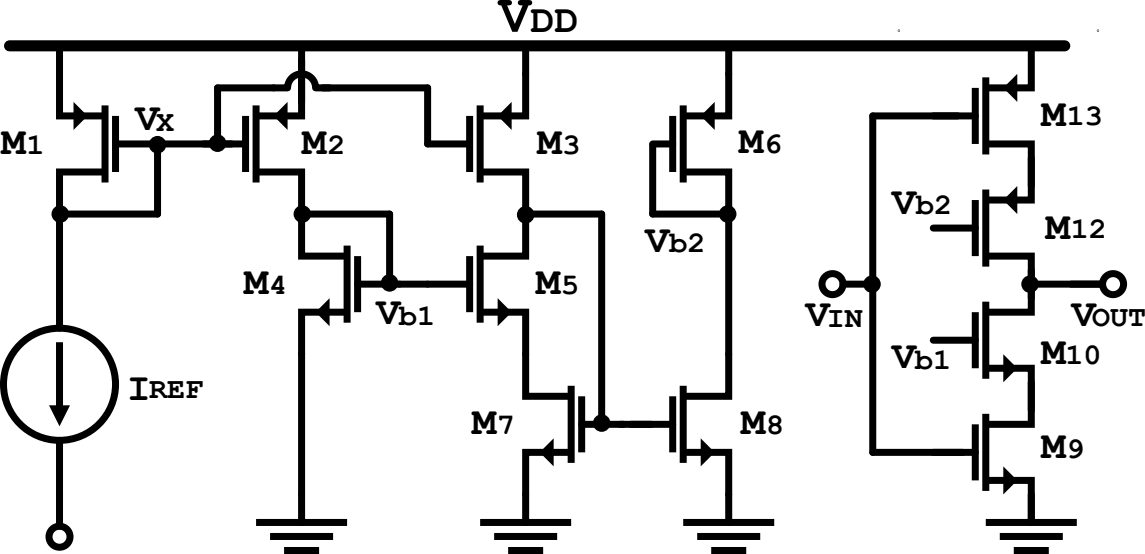 VDD
M1
VX
M2
M3
M6
M13
Vb2
M12
Vb2
M4
Vb1
M5
VIN
VOUT
Vb1
M10
IREF
M7
M8
M9